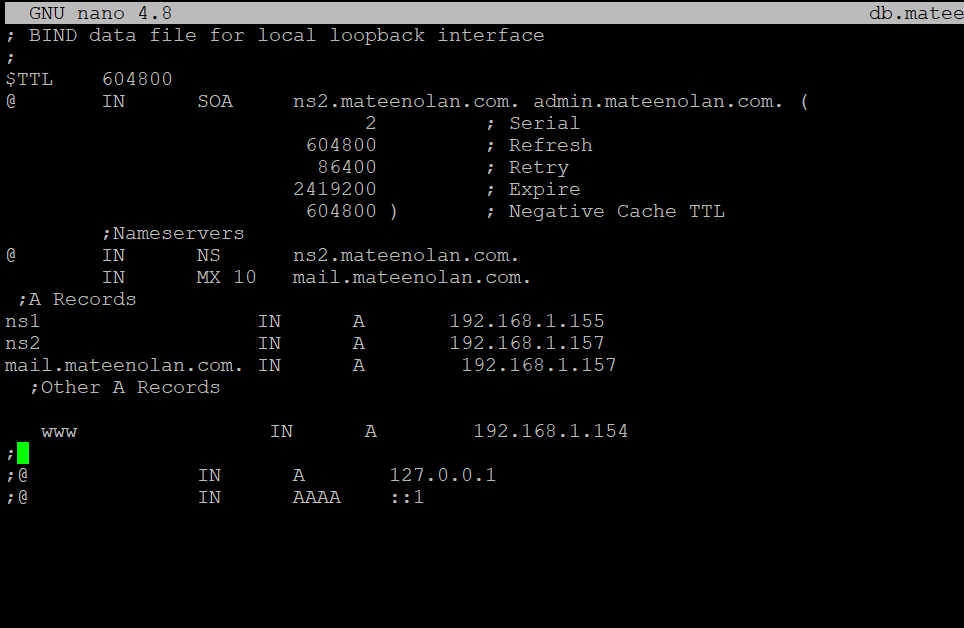 GNU nano 4.8 db.matee
; BIND data file for local loopback interface
;
$TTL 604800
@ IN SOA ns2.mateenolan.com. admin.mateenolan.com. (
2 ; Serial
604800 ; Refresh
86400 ; Retry
2419200 ; Expire
604800 ) ; Negative Cache TTL
;Nameservers
@ IN NS ns2.mateenolan.com.
IN MX 10 mail.mateenolan.com.
;A Records
ns1 IN A 192.168.1.155
ns2 IN A 192.168.1.157
mail.mateenolan.com. IN A 192.168.1.157
;Other A Records
www IN A 192.168.1.154
;
;@ IN A 127.0.0.1
;@ IN AAAA ::1